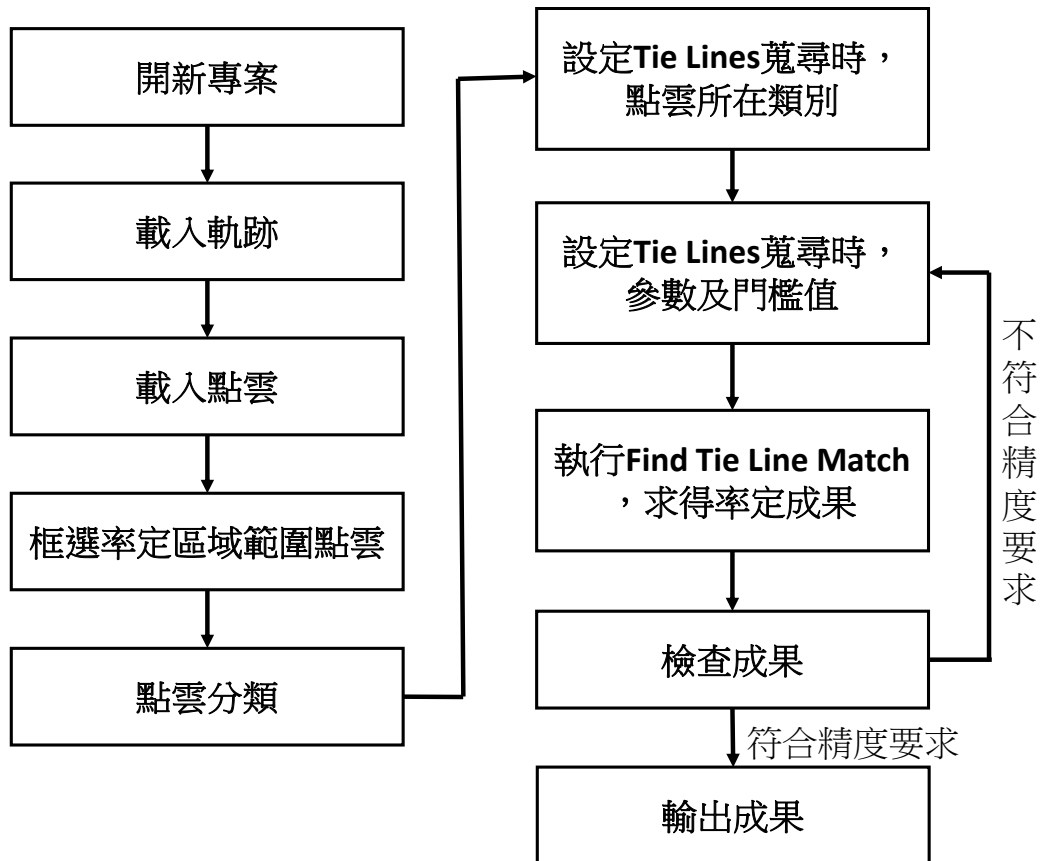 開新專案
載入軌跡
載入點雲
框選率定區域範圍點雲
點雲分類
設定Tie Lines蒐尋時，
點雲所在類別
設定Tie Lines蒐尋時，
參數及門檻值
執行Find Tie Line Match
，求得率定成果
檢查成果
不符合精度要求
符合精度要求
輸出成果